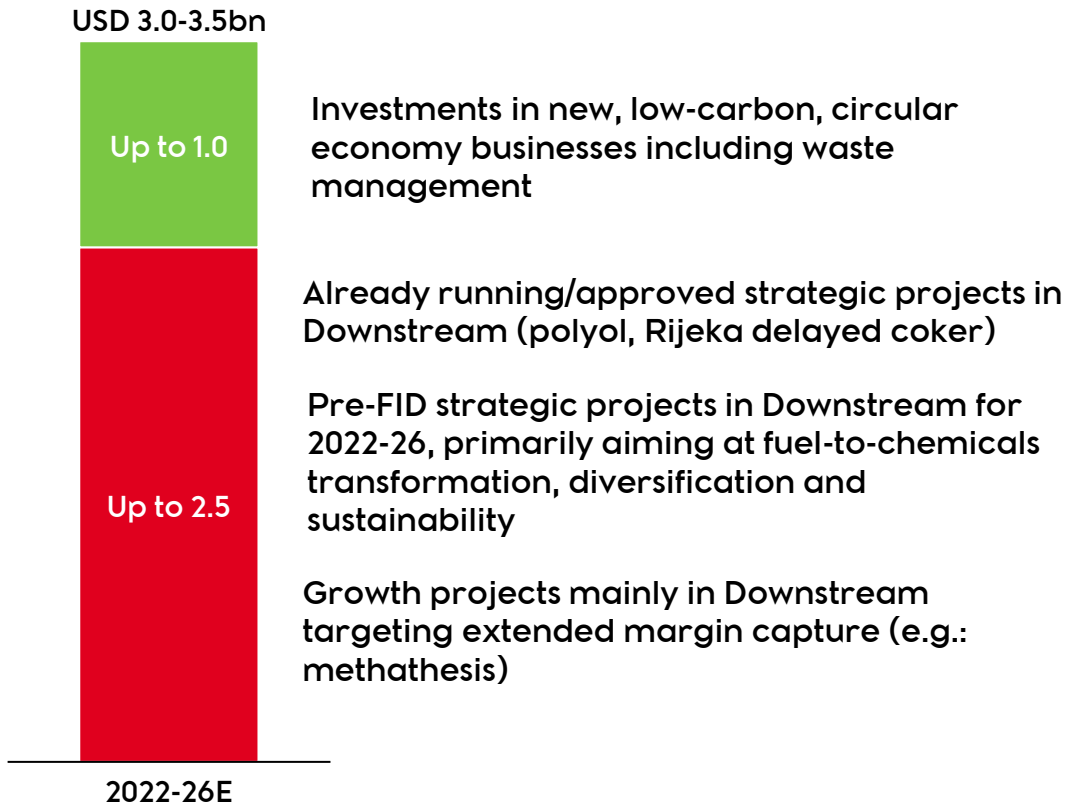 USD 3.0-3.5bn
Up to 1.0
Investments in new, low-carbon, circular
economy businesses including waste
management
Already running/approved strategic projects in
Downstream (polyol, Rijeka delayed coker)
Pre-FID strategic projects in Downstream for
2022-26, primarily aiming at fuel-to-chemicals
transformation, diversification and
sustainability
Up to 2.5
Growth projects mainly in Downstream
targeting extended margin capture (e.g.:
methathesis)
2022-26E